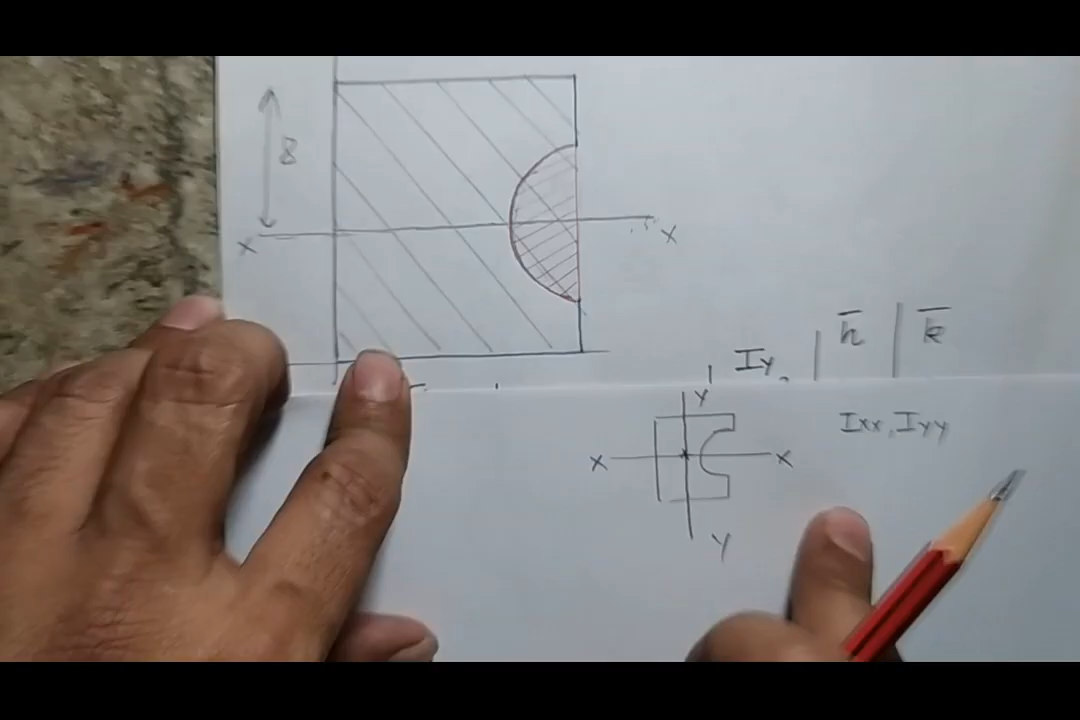 8
X X
Iy, | h̅ | k̅
Y
Ixx, Iyy
X X
Y